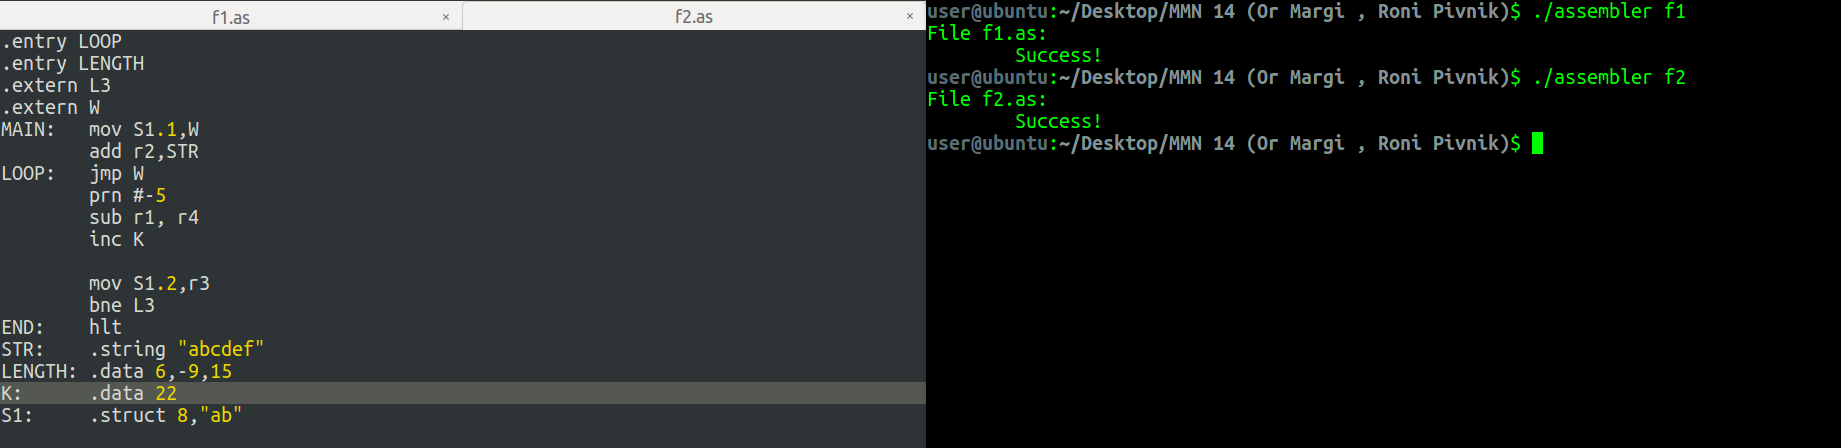 f1.as × f2.as ×
.entry LOOP
.entry LENGTH
.extern L3
.extern W
MAIN:   mov S1.1,W
        add r2,STR
LOOP:   jmp W
        prn #-5
        sub r1, r4
        inc K
        mov S1.2,r3
        bne L3
END:    hlt
STR:    .string "abcdef"
LENGTH: .data 6,-9,15
K:      .data 22
S1:     .struct 8,"ab"
user@ubuntu:~/Desktop/MMN 14 (Or Margi , Roni Pivnik)$ ./assembler f1
File f1.as:
        Success!
user@ubuntu:~/Desktop/MMN 14 (Or Margi , Roni Pivnik)$ ./assembler f2
File f2.as:
        Success!
user@ubuntu:~/Desktop/MMN 14 (Or Margi , Roni Pivnik)$